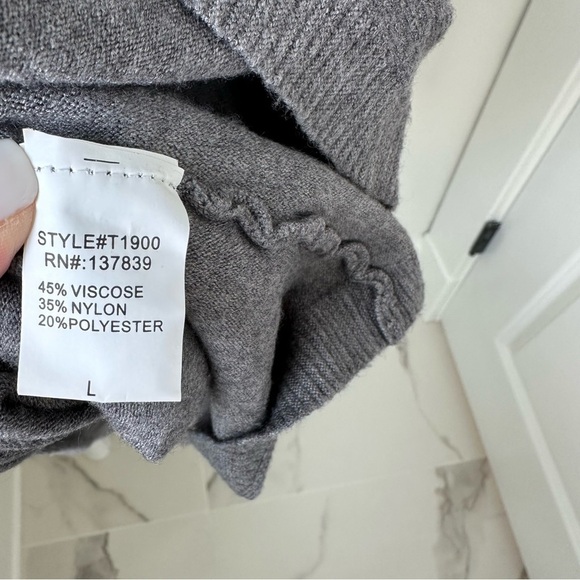 STYLE#T1900
RN#:137839
45% VISCOSE
35% NYLON
20%POLYESTER
L